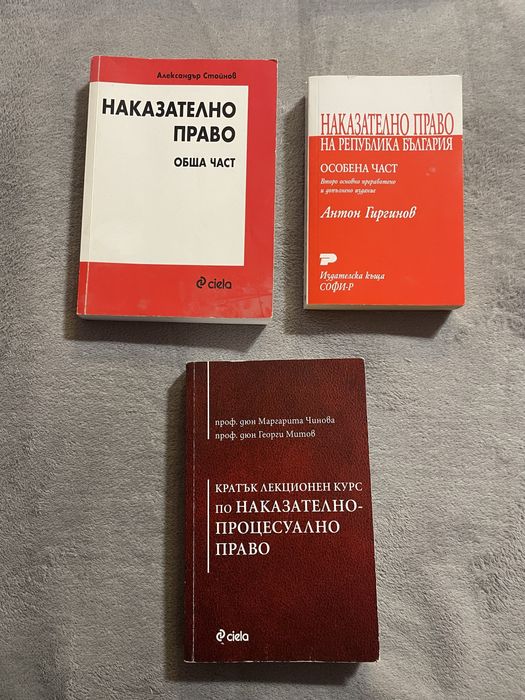 Александър Стойнов
НАКАЗАТЕЛНО
ПРАВО
ОБЩА ЧАСТ
ciela
НАКАЗАТЕЛНО ПРАВО
НА РЕПУБЛИКА БЪЛГАРИЯ
ОСОБЕНА ЧАСТ
Второ основно преработено
и допълнено издание
Антон Гиргинов
Издателска къща
СОФИ-Р
проф. дюн Маргарита Чинова
проф. дюн Георги Митов
КРАТЪК ЛЕКЦИОНЕН КУРС
ПО НАКАЗАТЕЛНО-
ПРОЦЕСУАЛНО
ПРАВО
ciela